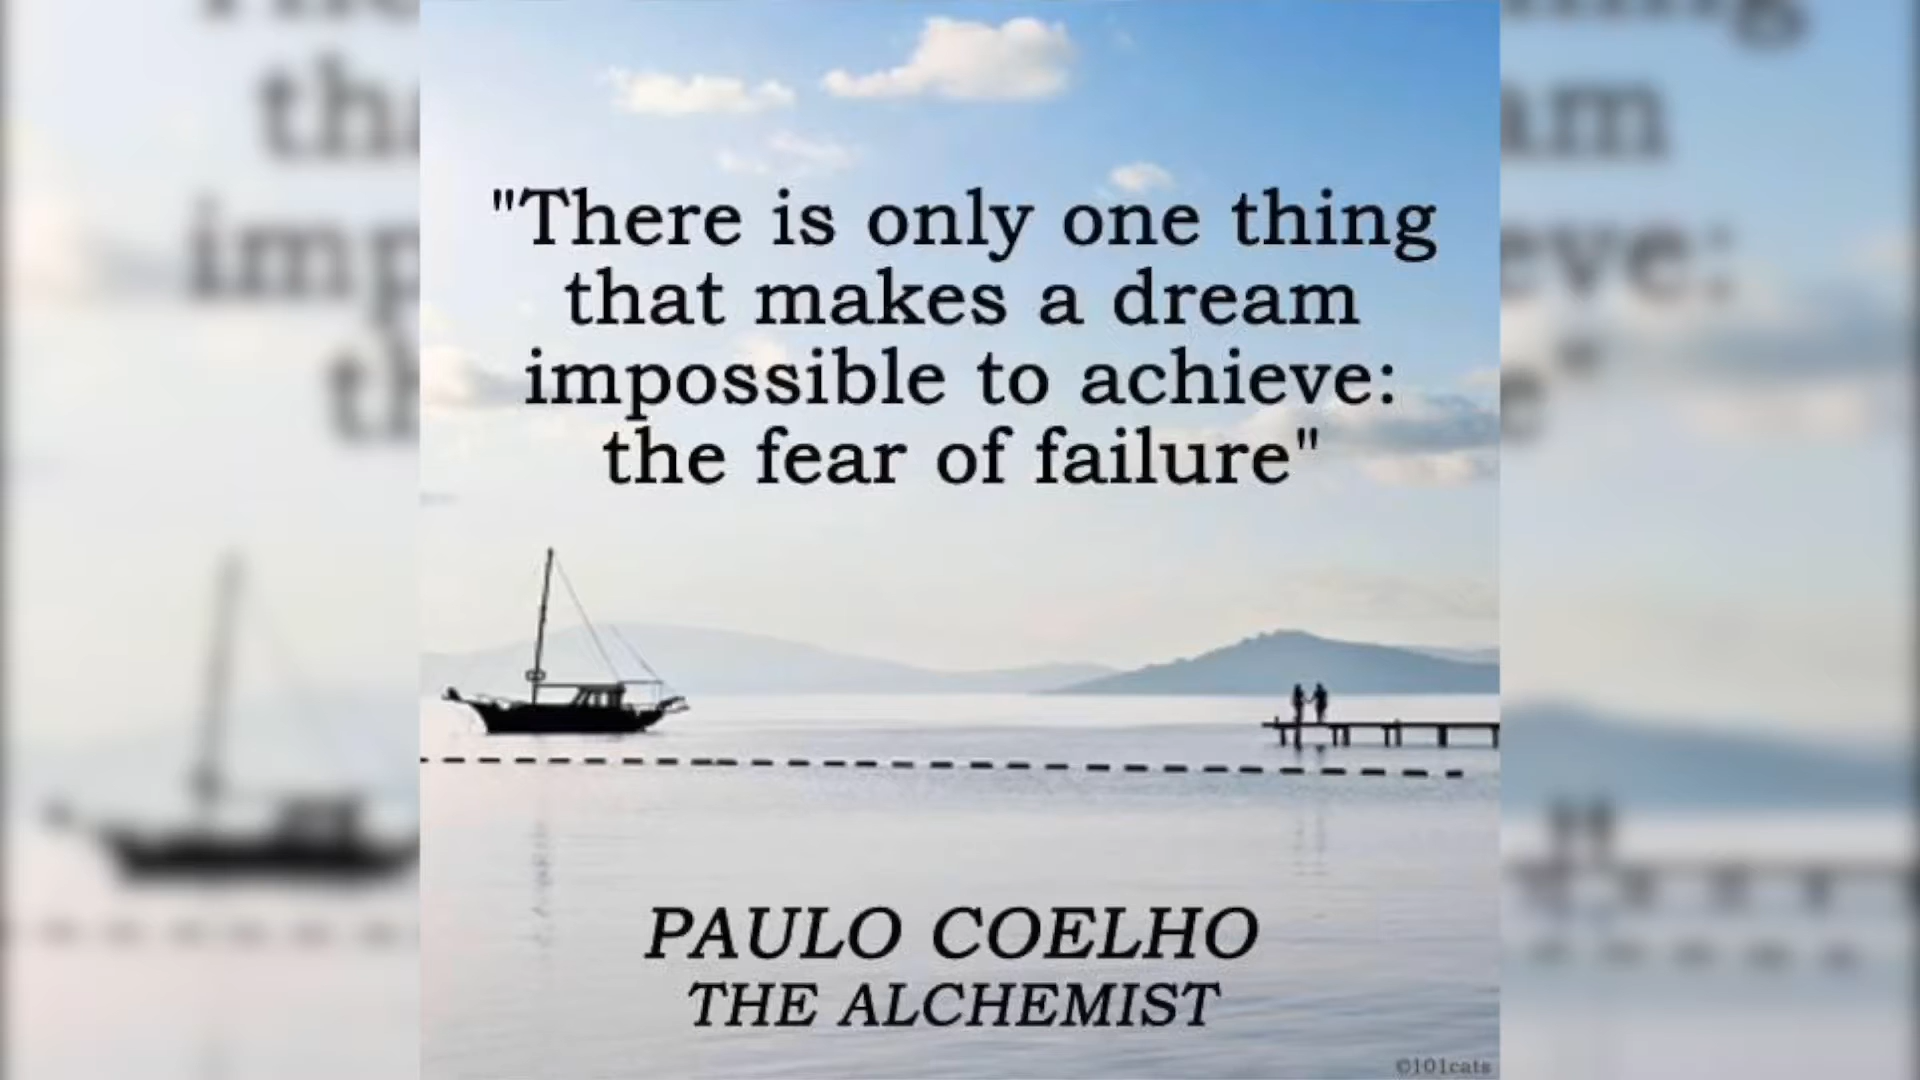 "There is only one thing
that makes a dream
impossible to achieve:
the fear of failure"
PAULO COELHO
THE ALCHEMIST
©101cats